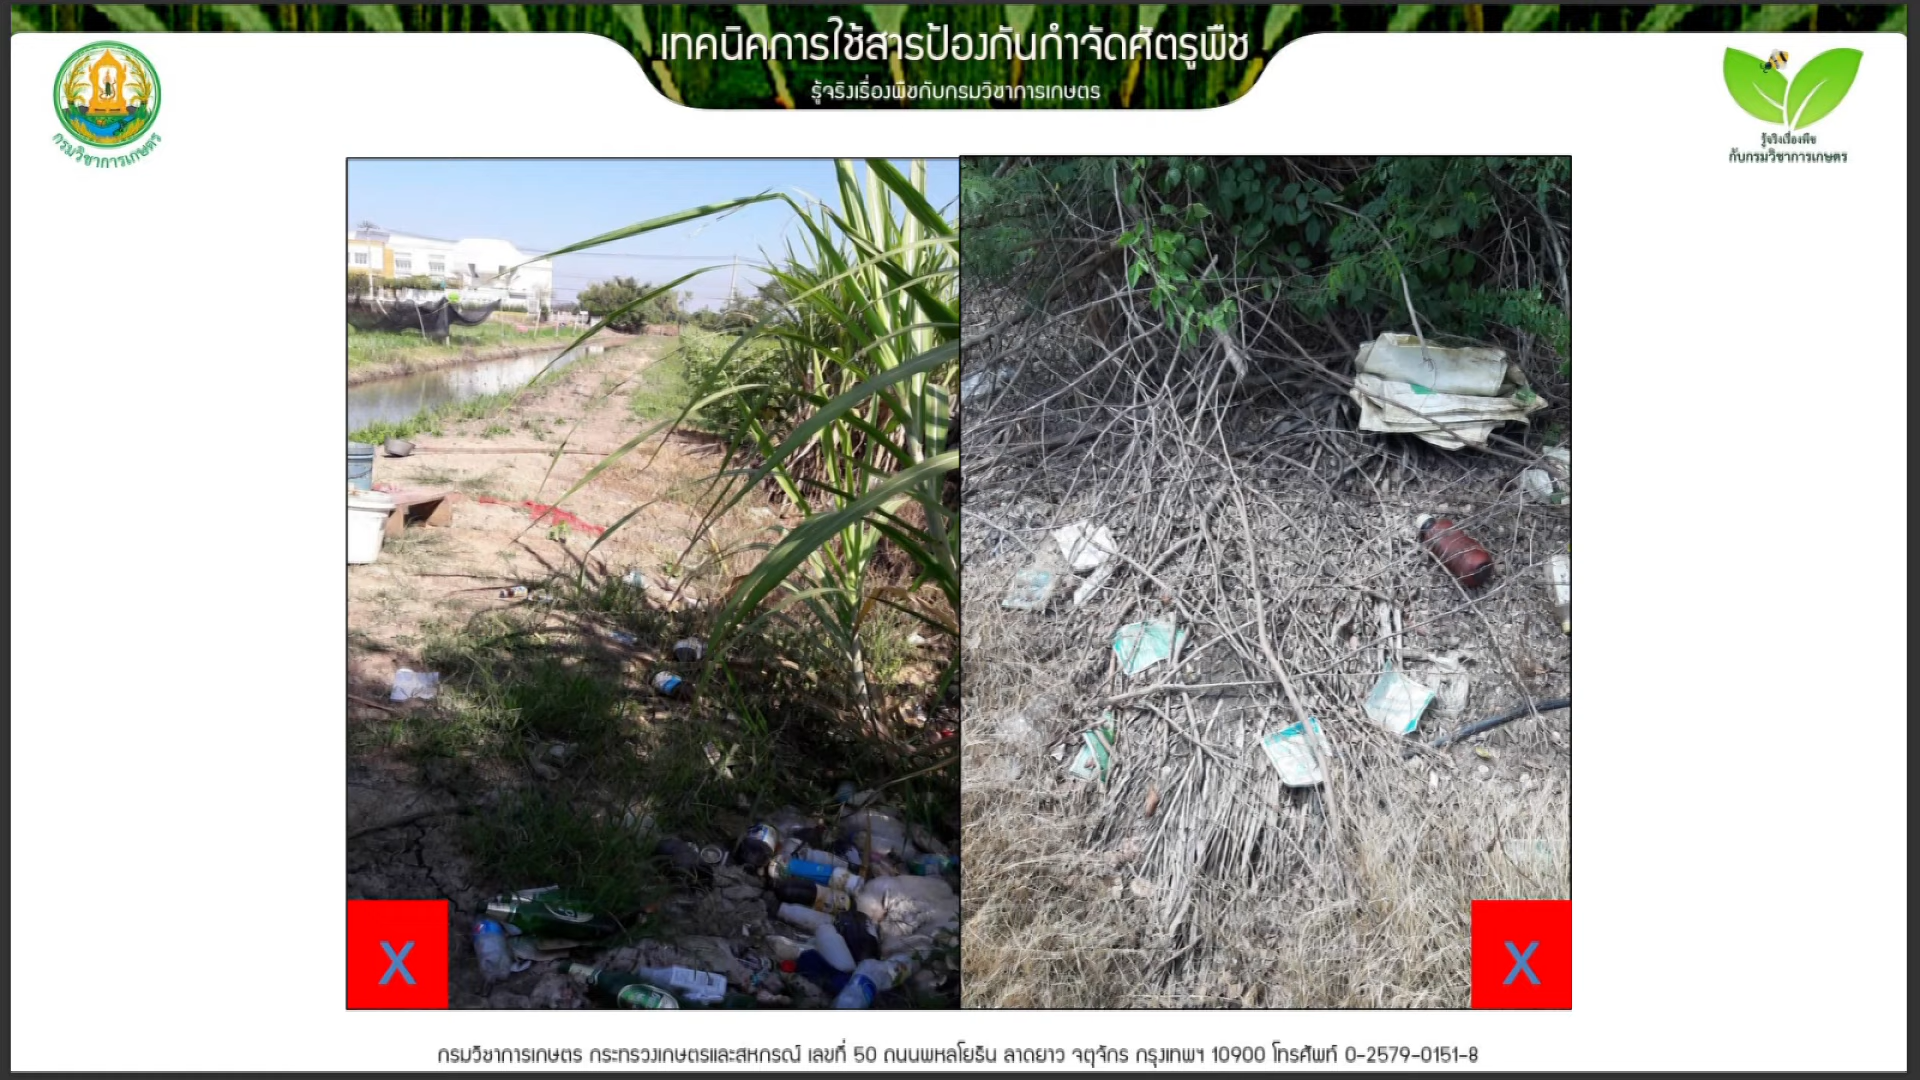 เทคนิคการใช้สารป้องกันกำจัดศัตรูพืช
รู้จริงเรื่องพืชกับกรมวิชาการเกษตร
กรมวิชาการเกษตร
รู้จริงเรื่องพืช
กับกรมวิชาการเกษตร
X
X
กรมวิชาการเกษตร กระทรวงเกษตรและสหกรณ์ เลขที่ 50 ถนนพหลโยธิน ลาดยาว จตุจักร กรุงเทพฯ 10900 โทรศัพท์ 0-2579-0151-8